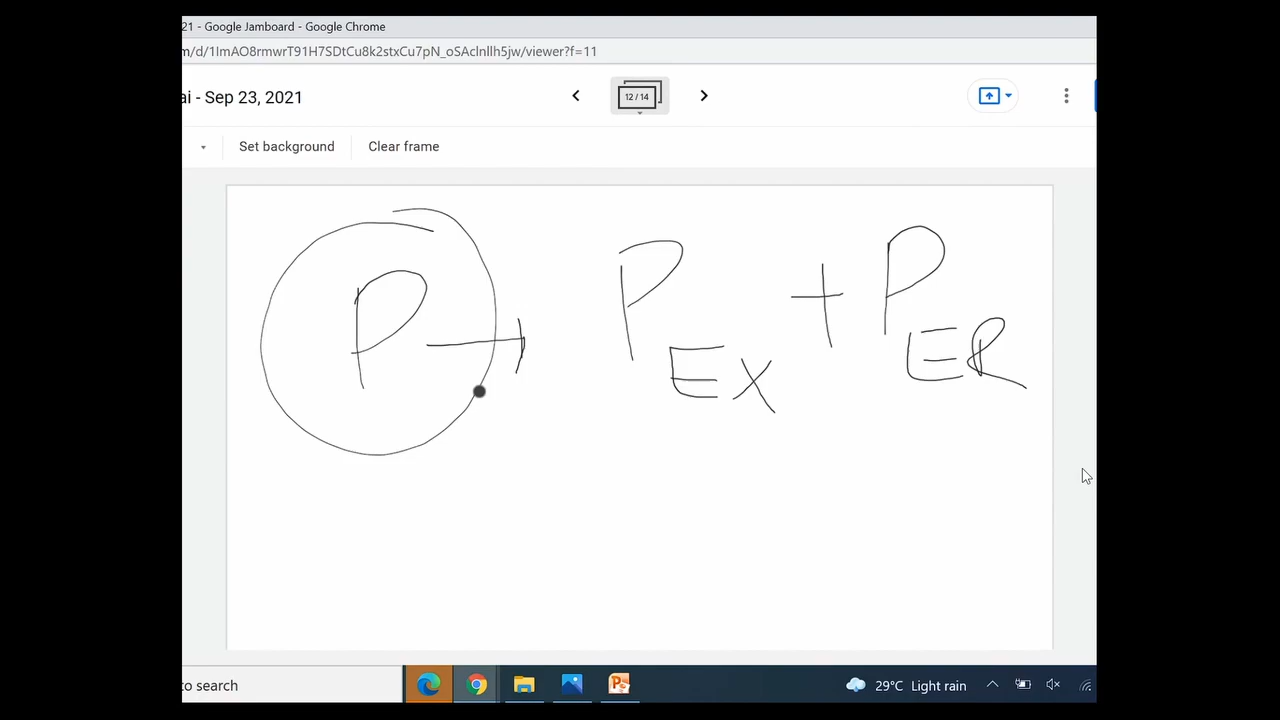 21 - Google Jamboard - Google Chrome
m/d/1ImAO8rmwrT91H7SDtCu8k2stxCu7pN_oSAclnlIh5jw/viewer?f=11
ai - Sep 23, 2021
12 / 14
Set background Clear frame
P + P EX + P ER
to search
29°C Light rain